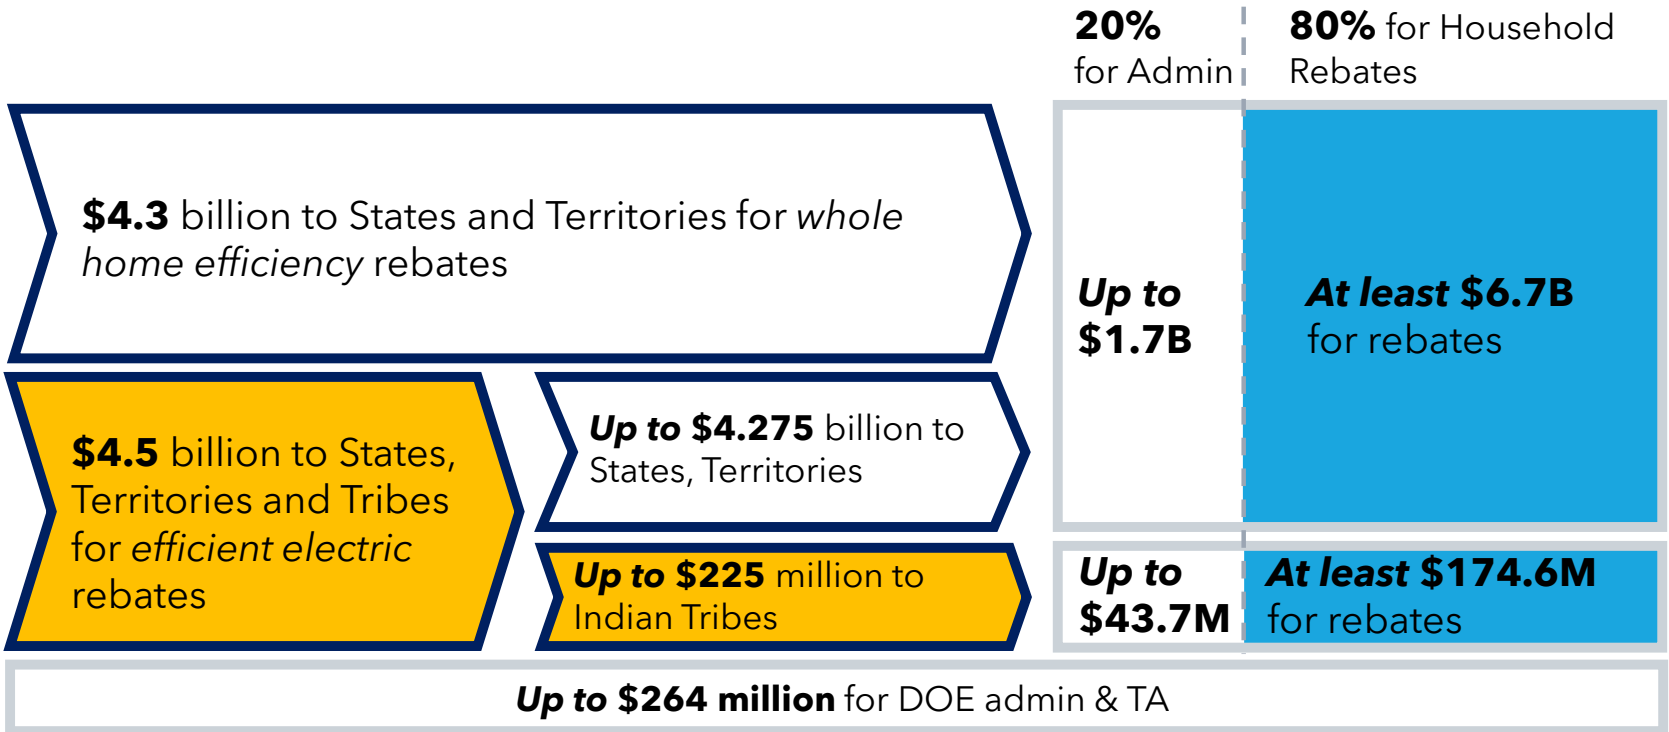 20%
for Admin
80% for Household
Rebates
$4.3 billion to States and Territories for whole
home efficiency rebates
Up to
$1.7B
At least $6.7B
for rebates
$4.5 billion to States,
Territories and Tribes
for efficient electric
rebates
Up to $4.275 billion to
States, Territories
Up to $225 million to
Indian Tribes
Up to
$43.7M
At least $174.6M
for rebates
Up to $264 million for DOE admin & TA